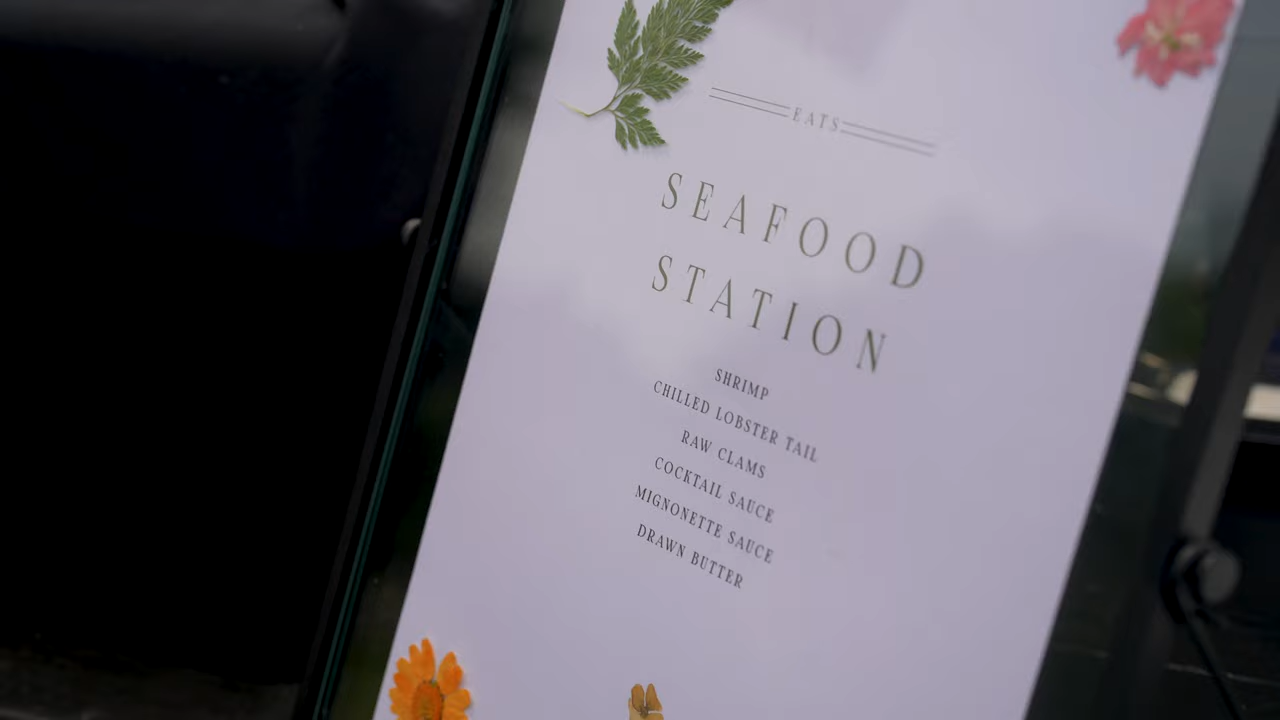 EATS
SEAFOOD
STATION
SHRIMP
CHILLED LOBSTER TAIL
RAW CLAMS
COCKTAIL SAUCE
MIGNONETTE SAUCE
DRAWN BUTTER